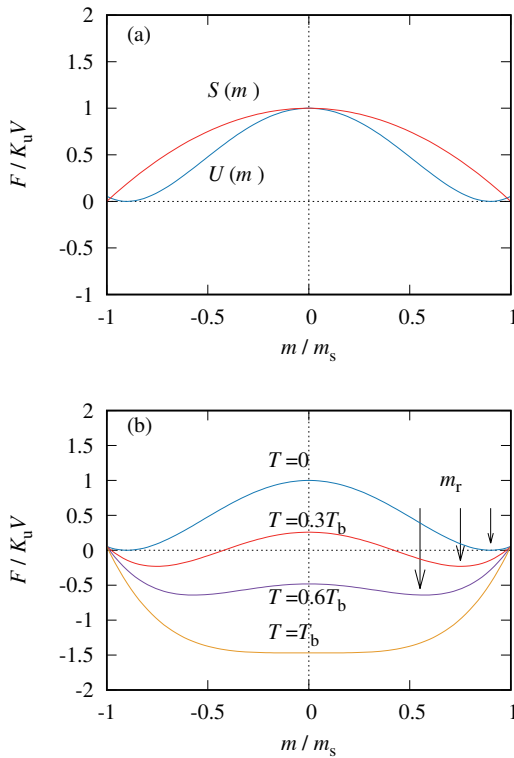 (a)
2
1.5
1
0.5
0
-0.5
-1
F / KuV
S (m )
U (m )
-1 -0.5 0 0.5 1
m / ms
(b)
2
1.5
1
0.5
0
-0.5
-1
-1.5
-2
F / KuV
T =0
mr
T =0.3Tb
T =0.6Tb
T =Tb
-1 -0.5 0 0.5 1
m / ms